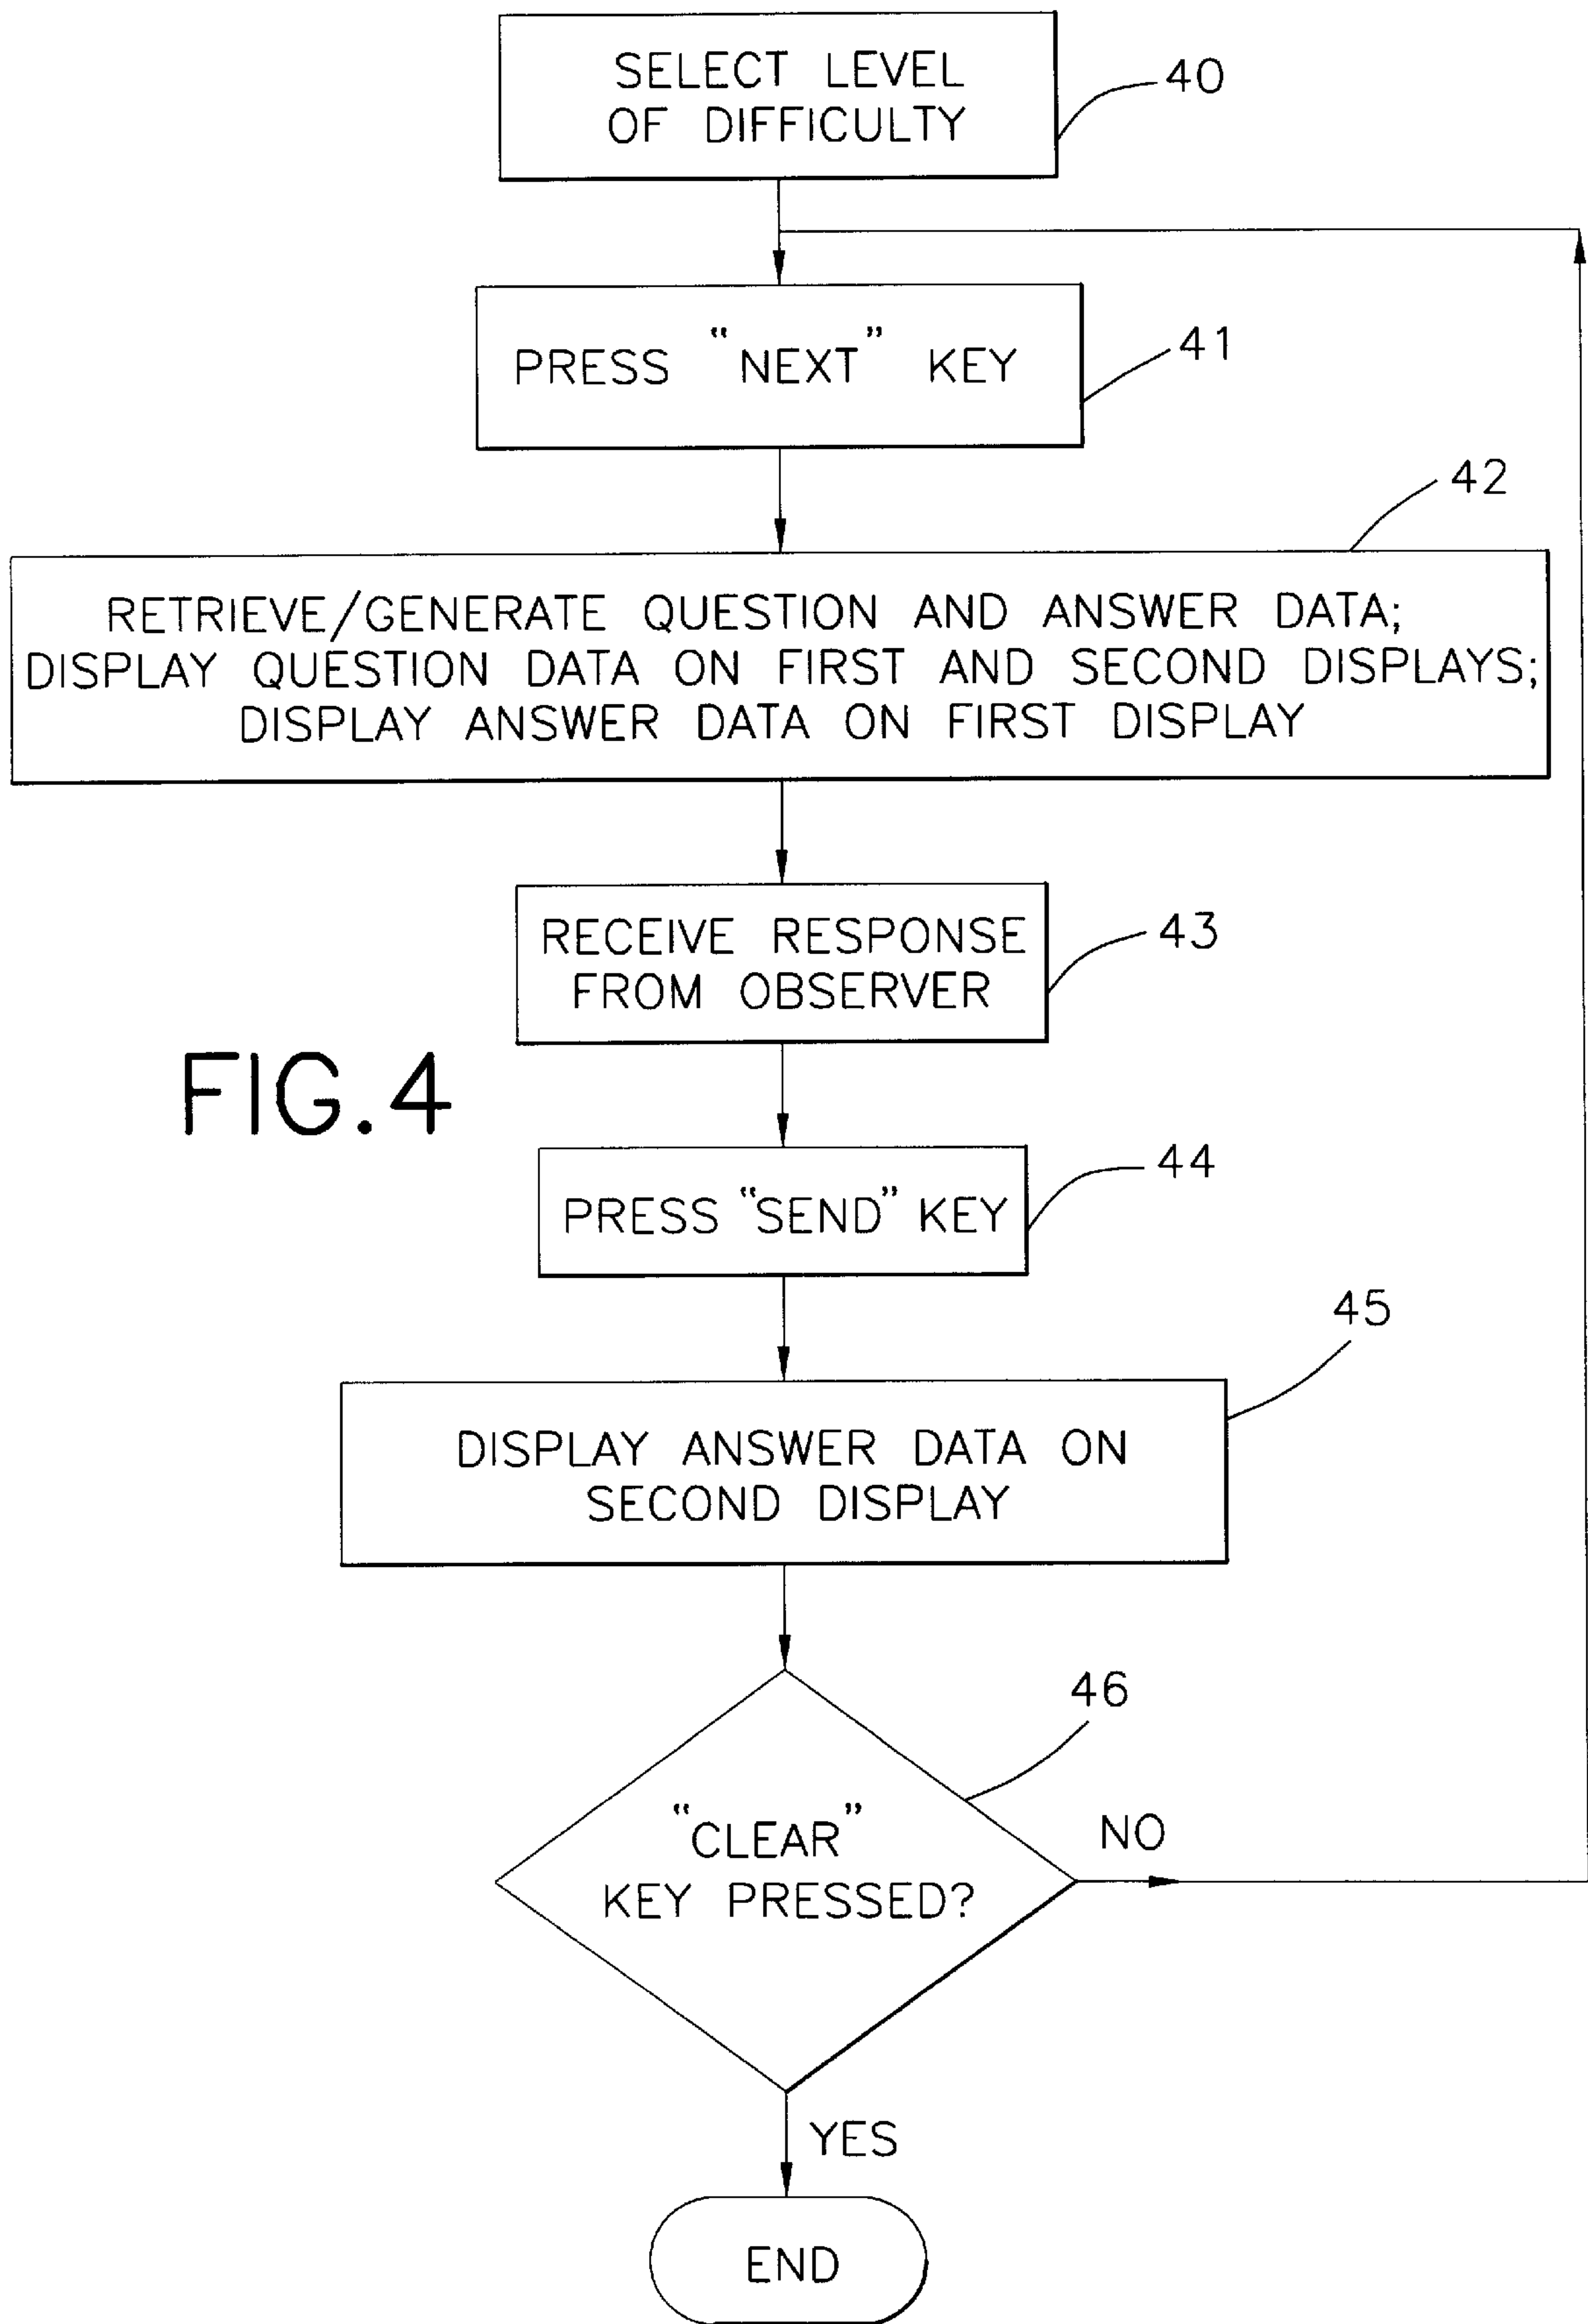 SELECT LEVEL
OF DIFFICULTY
40
PRESS "NEXT" KEY
41
42
RETRIEVE/GENERATE QUESTION AND ANSWER DATA;
DISPLAY QUESTION DATA ON FIRST AND SECOND DISPLAYS;
DISPLAY ANSWER DATA ON FIRST DISPLAY
RECEIVE RESPONSE
FROM OBSERVER
43
FIG.4
PRESS "SEND" KEY
44
45
DISPLAY ANSWER DATA ON
SECOND DISPLAY
46
"CLEAR"
KEY PRESSED?
NO
YES
END